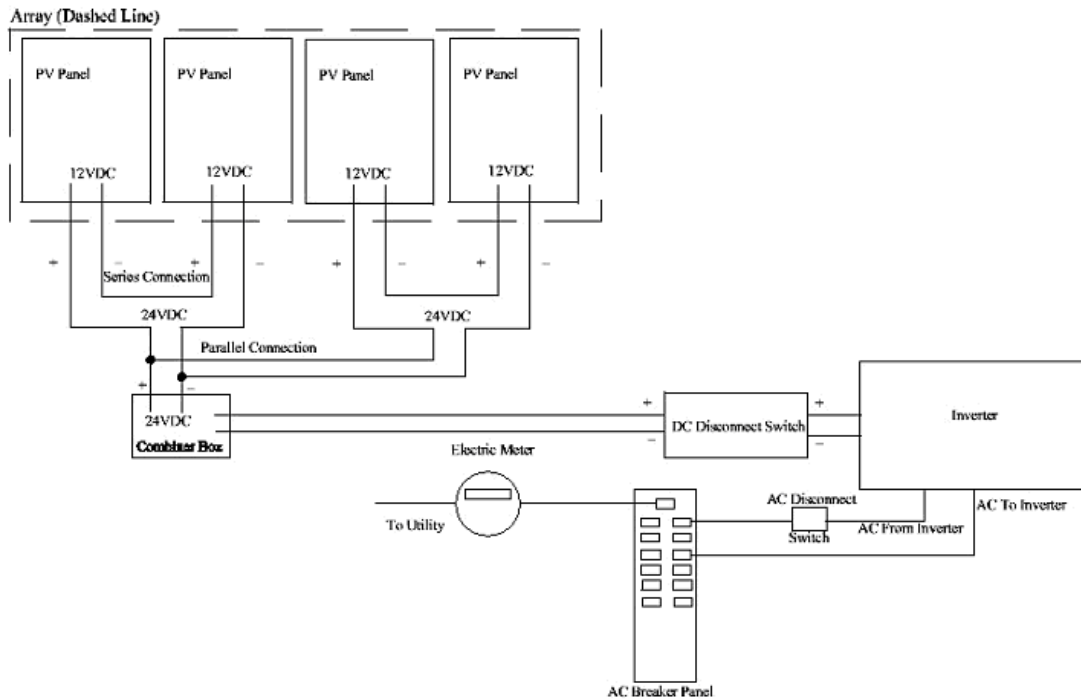 Array (Dashed Line)
PV Panel
PV Panel
PV Panel
PV Panel
12VDC
12VDC
12VDC
12VDC
+
−
+
−
+
−
+
−
Series Connection
24VDC
24VDC
Parallel Connection
+
−
24VDC
Combiner Box
+
−
DC Disconnect Switch
+
−
Inverter
Electric Meter
To Utility
AC Disconnect
Switch
AC From Inverter
AC To Inverter
AC Breaker Panel